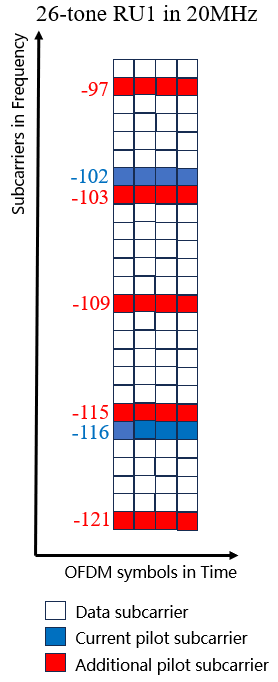 26-tone RU1 in 20MHz
Subcarriers in Frequency
-97
-102
-103
-109
-115
-116
-121
OFDM symbols in Time
Data subcarrier
Current pilot subcarrier
Additional pilot subcarrier